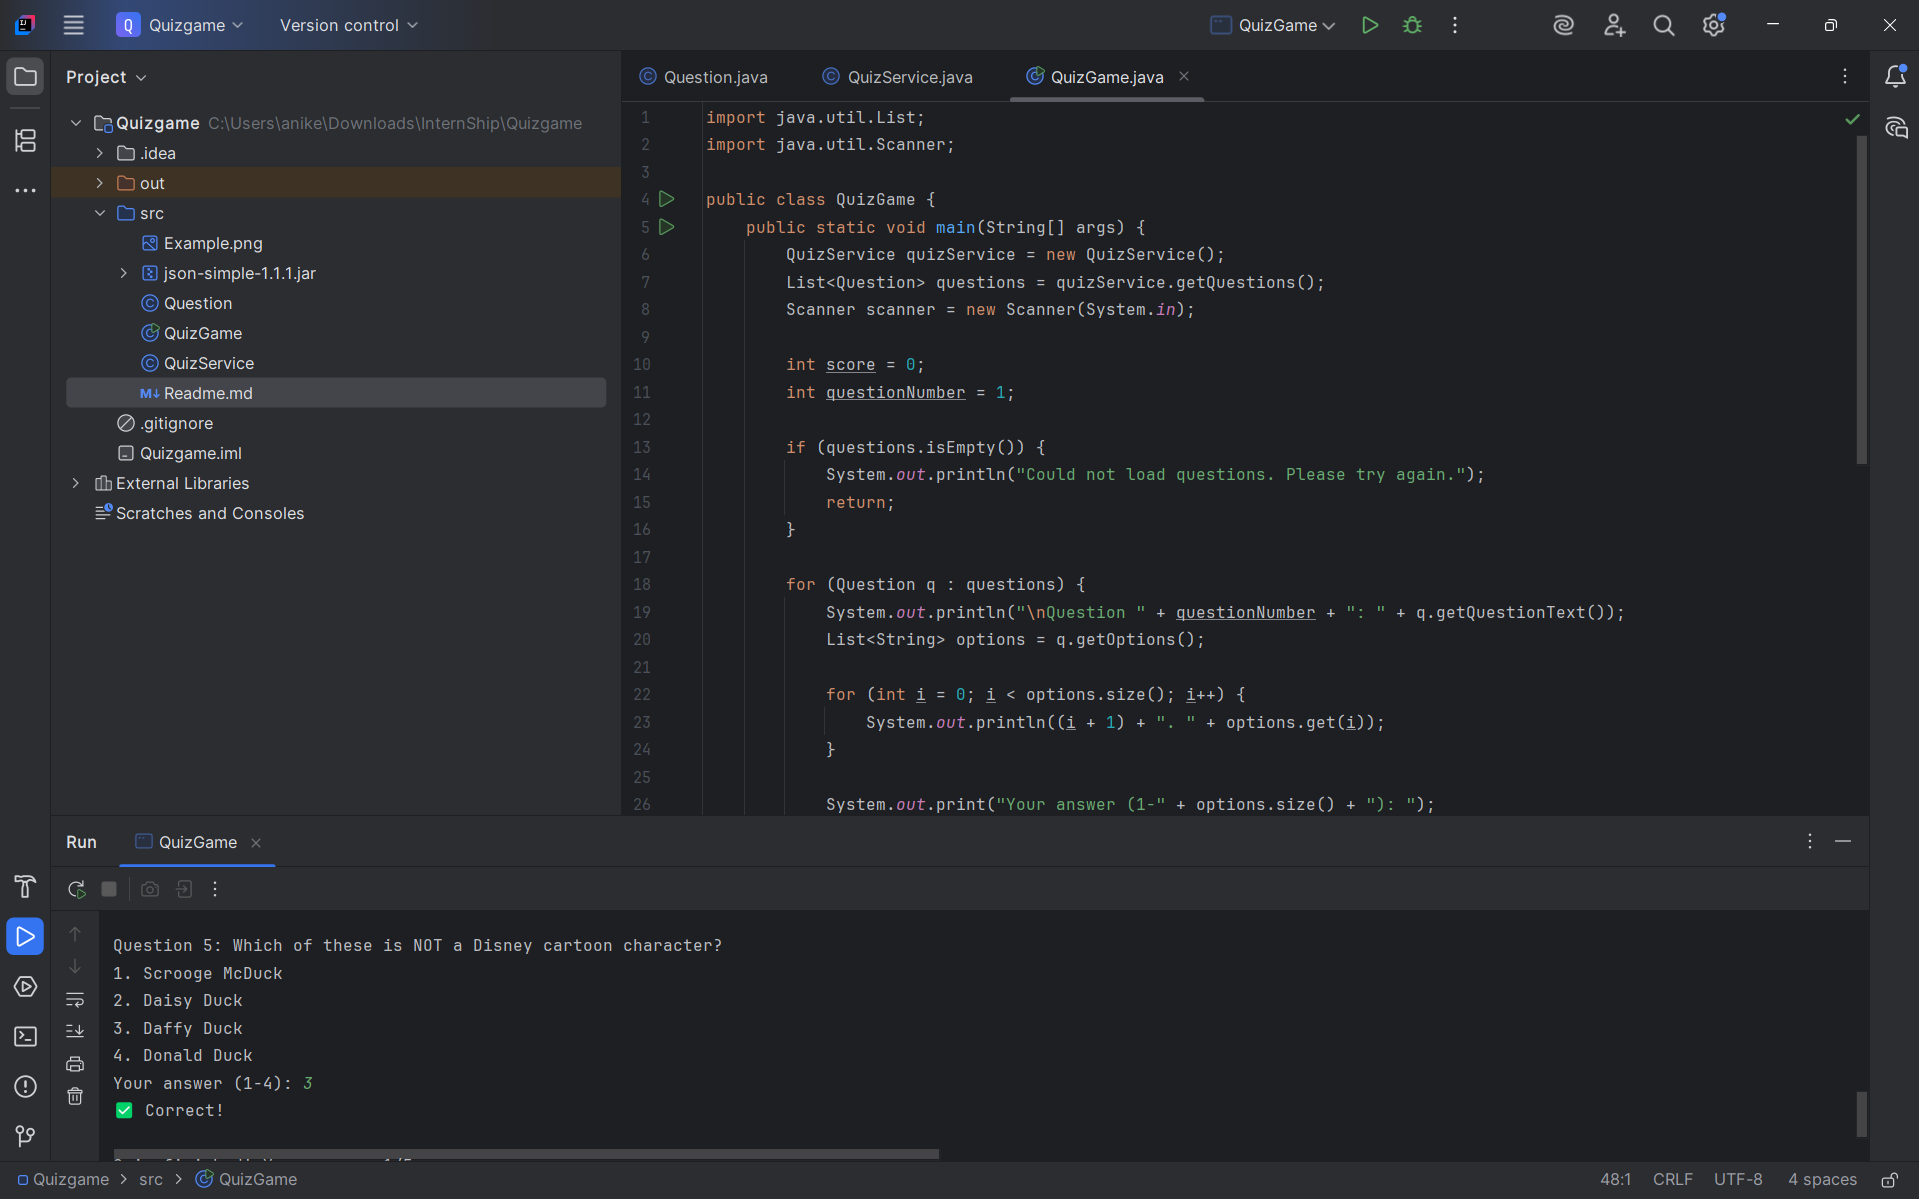 Q Quizgame Version control QuizGame
Project
Quizgame C:\Users\anike\Downloads\InternShip\Quizgame
.idea
out
src
Example.png
json-simple-1.1.1.jar
Question
QuizGame
QuizService
M↓ Readme.md
.gitignore
Quizgame.iml
External Libraries
Scratches and Consoles
Question.java QuizService.java QuizGame.java
1 import java.util.List;
2 import java.util.Scanner;
3
4 public class QuizGame {
5 public static void main(String[] args) {
6 QuizService quizService = new QuizService();
7 List<Question> questions = quizService.getQuestions();
8 Scanner scanner = new Scanner(System.in);
9
10 int score = 0;
11 int questionNumber = 1;
12
13 if (questions.isEmpty()) {
14 System.out.println("Could not load questions. Please try again.");
15 return;
16 }
17
18 for (Question q : questions) {
19 System.out.println("\nQuestion " + questionNumber + ": " + q.getQuestionText());
20 List<String> options = q.getOptions();
21
22 for (int i = 0; i < options.size(); i++) {
23 System.out.println((i + 1) + ". " + options.get(i));
24 }
25
26 System.out.print("Your answer (1-" + options.size() + "): ");
Run QuizGame
Question 5: Which of these is NOT a Disney cartoon character?
1. Scrooge McDuck
2. Daisy Duck
3. Daffy Duck
4. Donald Duck
Your answer (1-4): 3
✅ Correct!
Quizgame > src > QuizGame
48:1 CRLF UTF-8 4 spaces